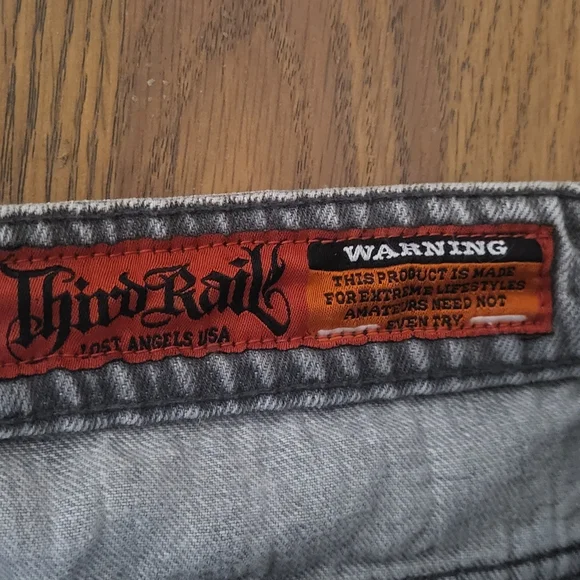 Third Rail
LOST ANGELS USA
WARNING
THIS PRODUCT IS MADE
FOR EXTREME LIFESTYLES
AMATEURS NEED NOT
EVEN TRY.